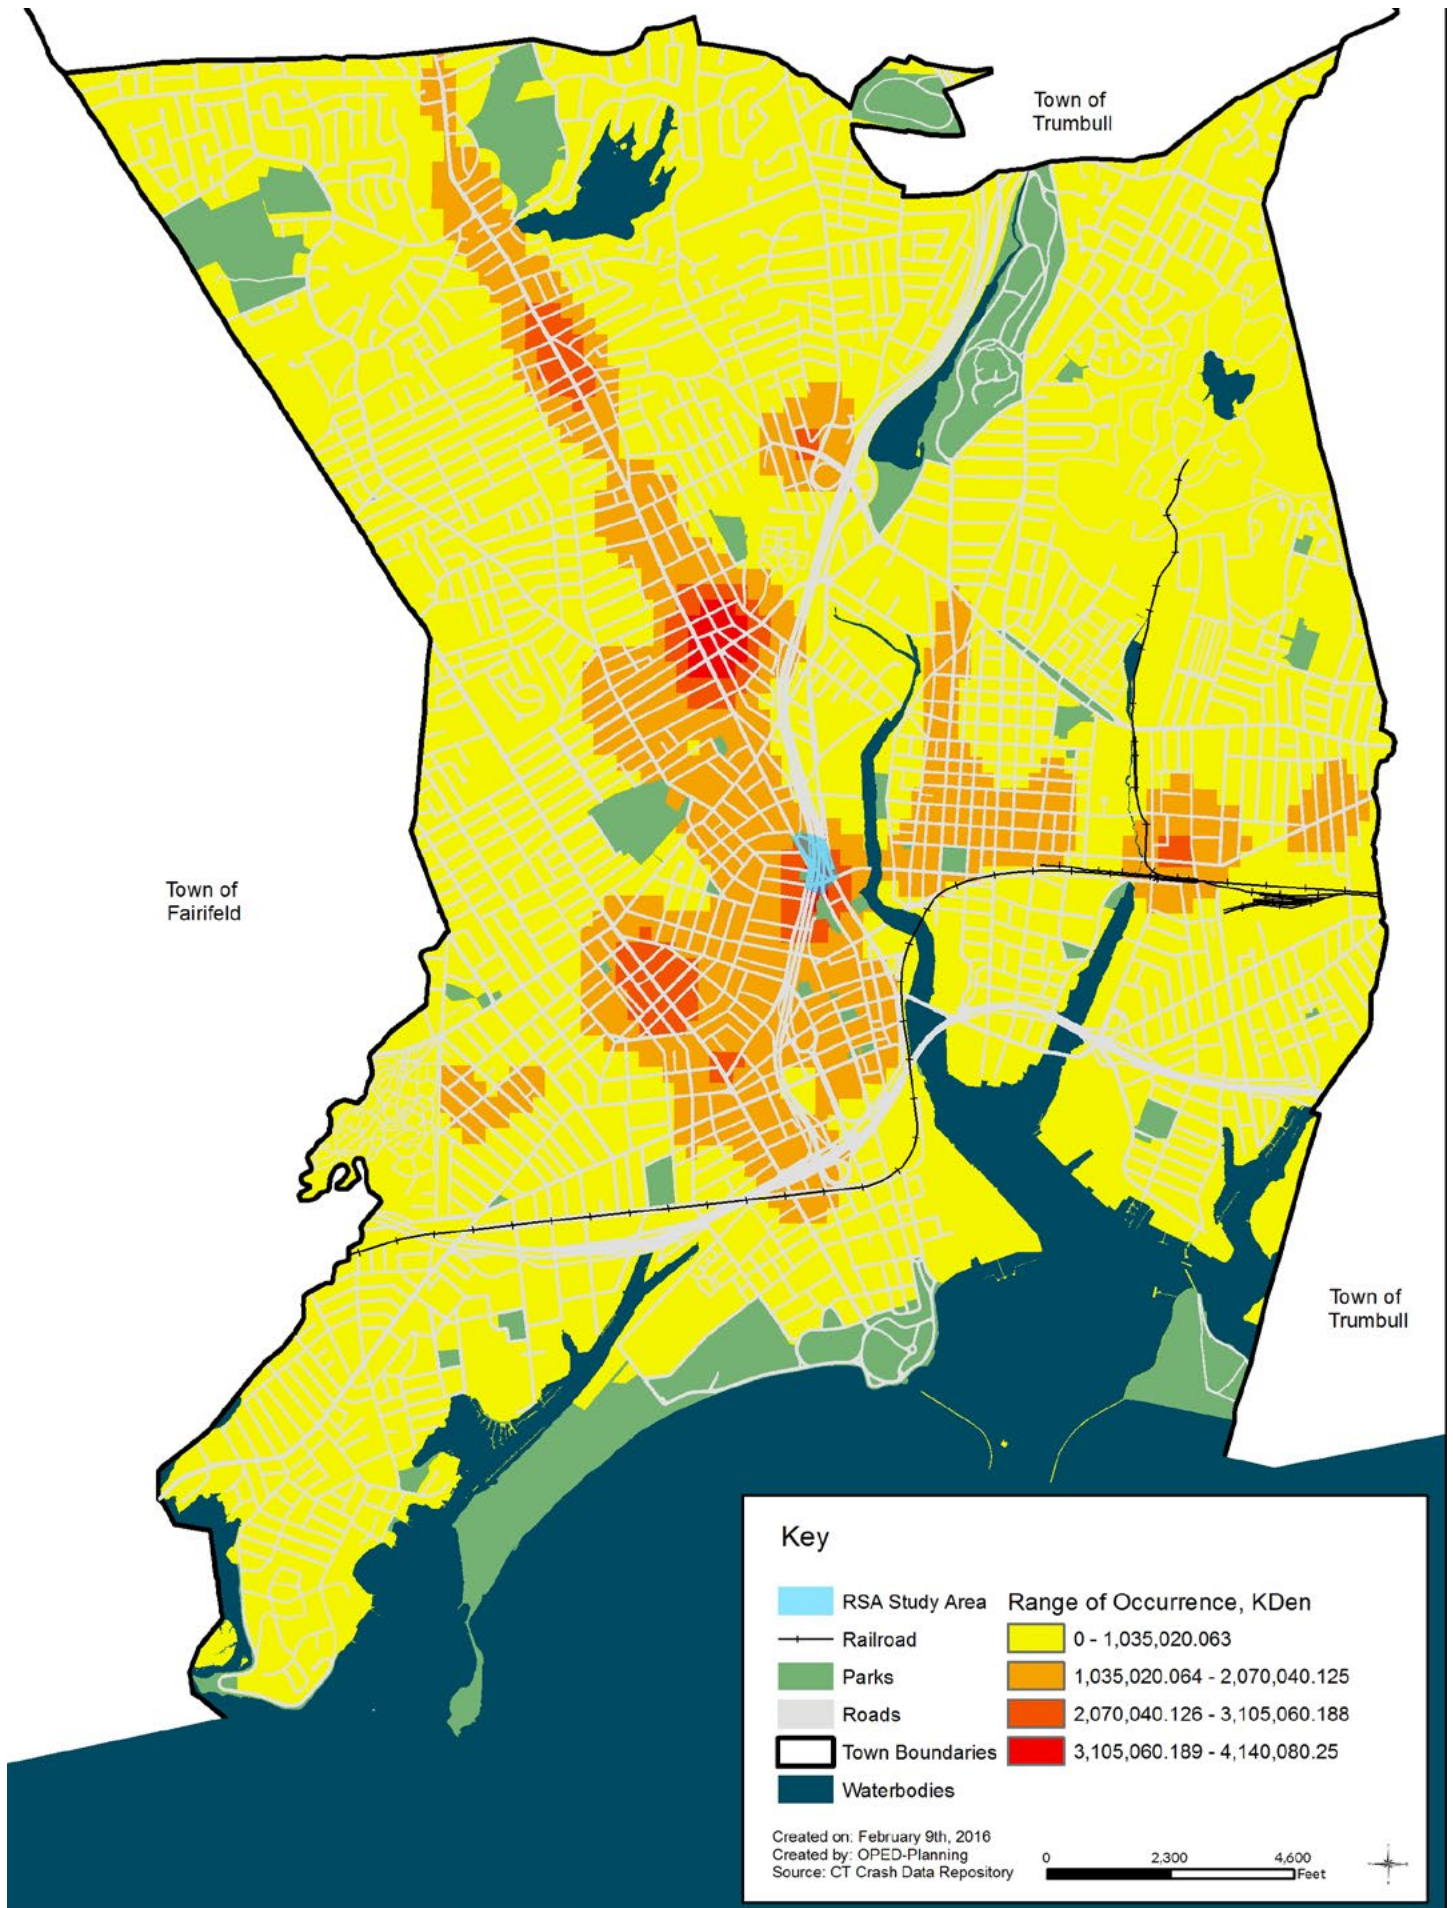 Town of
Trumbull
Town of
Fairifeld
Town of
Trumbull
Key
RSA Study Area
Railroad
Parks
Roads
Town Boundaries
Waterbodies
Range of Occurrence, KDen
0 - 1,035,020.063
1,035,020.064 - 2,070,040.125
2,070,040.126 - 3,105,060.188
3,105,060.189 - 4,140,080.25
Created on: February 9th, 2016
Created by: OPED-Planning
Source: CT Crash Data Repository
0 2,300 4,600
Feet